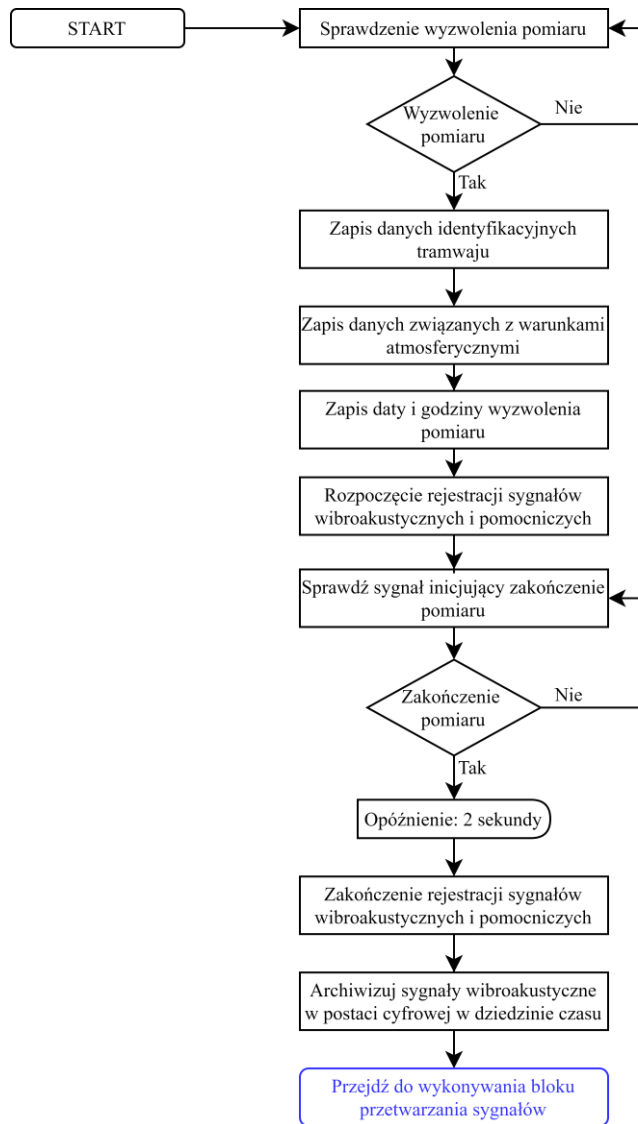 START
Sprawdzenie wyzwolenia pomiaru
Wyzwolenie
pomiaru
Nie
Tak
Zapis danych identyfikacyjnych
tramwaju
Zapis danych związanych z warunkami
atmosferycznymi
Zapis daty i godziny wyzwolenia
pomiaru
Rozpoczęcie rejestracji sygnałów
wibroakustycznych i pomocniczych
Sprawdź sygnał inicjujący zakończenie
pomiaru
Zakończenie
pomiaru
Nie
Tak
Opóźnienie: 2 sekundy
Zakończenie rejestracji sygnałów
wibroakustycznych i pomocniczych
Archiwizuj sygnały wibroakustyczne
w postaci cyfrowej w dziedzinie czasu
Przejdź do wykonywania bloku
przetwarzania sygnałów